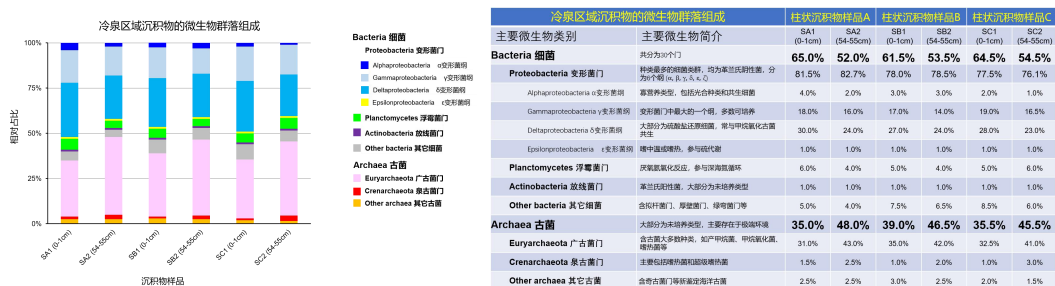 冷泉区域沉积物的微生物群落组成
100%
75%
50%
25%
0%
相对占比
SA1 (0-1cm)
SA2 (54-55cm)
SB1 (0-1cm)
SB2 (54-55cm)
SC1 (0-1cm)
SC2 (54-55cm)
沉积物样品
Bacteria 细菌
Proteobacteria 变形菌门
Alphaproteobacteria α变形菌纲
Gammaproteobacteria γ变形菌纲
Deltaproteobacteria δ变形菌纲
Epsilonproteobacteria ε变形菌纲
Planctomycetes 浮霉菌门
Actinobacteria 放线菌门
Other bacteria 其它细菌
Archaea 古菌
Euryarchaeota 广古菌门
Crenarchaeota 泉古菌门
Other archaea 其它古菌
冷泉区域沉积物的微生物群落组成 柱状沉积物样品A 柱状沉积物样品B 柱状沉积物样品C
主要微生物类别 主要微生物简介 SA1 (0-1cm) SA2 (54-55cm) SB1 (0-1cm) SB2 (54-55cm) SC1 (0-1cm) SC2 (54-55cm)
Bacteria 细菌 共分为30个门 65.0% 52.0% 61.5% 53.5% 64.5% 54.5%
Proteobacteria 变形菌门 种类最多的细菌类群，均为革兰氏阴性菌，分为6个纲 (α, β, γ, δ, ε, ζ) 81.5% 82.7% 78.0% 78.5% 77.5% 76.1%
Alphaproteobacteria α变形菌纲 寡营养类型，包括光合种类和共生细菌 4.0% 2.0% 3.0% 3.0% 2.0% 1.0%
Gammaproteobacteria γ变形菌纲 变形菌门中最大的一个纲，多数可培养 18.0% 16.0% 17.0% 14.0% 19.0% 16.5%
Deltaproteobacteria δ变形菌纲 大部分为硫酸盐还原细菌，常与甲烷氧化古菌共生 30.0% 24.0% 27.0% 24.0% 28.0% 23.0%
Epsilonproteobacteria ε变形菌纲 嗜中温或嗜热，参与硫代谢 1.0% 1.0% 1.0% 1.0% 1.0% 1.0%
Planctomycetes 浮霉菌门 厌氧氨氧化反应，参与深海氮循环 6.0% 4.0% 5.0% 4.0% 5.0% 6.0%
Actinobacteria 放线菌门 革兰氏阳性菌，大部分为未培养类型 1.0% 1.0% 1.0% 1.0% 1.0% 1.0%
Other bacteria 其它细菌 含拟杆菌门、厚壁菌门、绿弯菌门等 5.0% 4.0% 7.5% 6.5% 8.5% 6.0%
Archaea 古菌 大部分为未培养类型，主要存在于极端环境 35.0% 48.0% 39.0% 46.5% 35.5% 45.5%
Euryarchaeota 广古菌门 含古菌大多数种类，如产甲烷菌、甲烷氧化菌、嗜热菌等 31.0% 43.0% 35.0% 42.0% 32.5% 41.0%
Crenarchaeota 泉古菌门 主要包括嗜热菌和超级嗜热菌 1.5% 2.5% 1.0% 2.0% 1.0% 3.0%
Other archaea 其它古菌 含奇古菌门等新鉴定海洋古菌 2.5% 2.5% 3.0% 2.5% 2.0% 1.5%